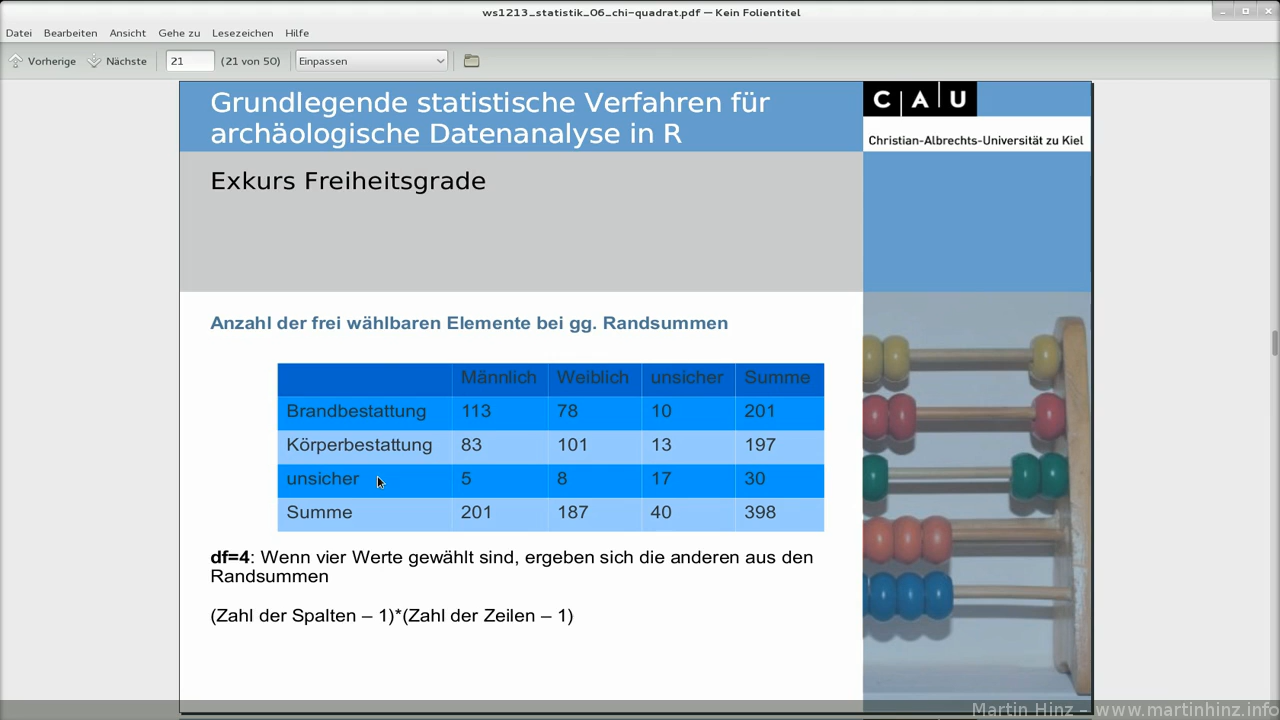 ws1213_statistik_06_chi-quadrat.pdf — Kein Folientitel
Datei Bearbeiten Ansicht Gehe zu Lesezeichen Hilfe
Vorherige Nächste 21 (21 von 50) Einpassen
Grundlegende statistische Verfahren für
archäologische Datenanalyse in R
C A U
Christian-Albrechts-Universität zu Kiel
Exkurs Freiheitsgrade
Anzahl der frei wählbaren Elemente bei gg. Randsummen
Männlich Weiblich unsicher Summe
Brandbestattung 113 78 10 201
Körperbestattung 83 101 13 197
unsicher 5 8 17 30
Summe 201 187 40 398
df=4: Wenn vier Werte gewählt sind, ergeben sich die anderen aus den
Randsummen
(Zahl der Spalten – 1)*(Zahl der Zeilen – 1)
Martin Hinz - www.martinhinz.info